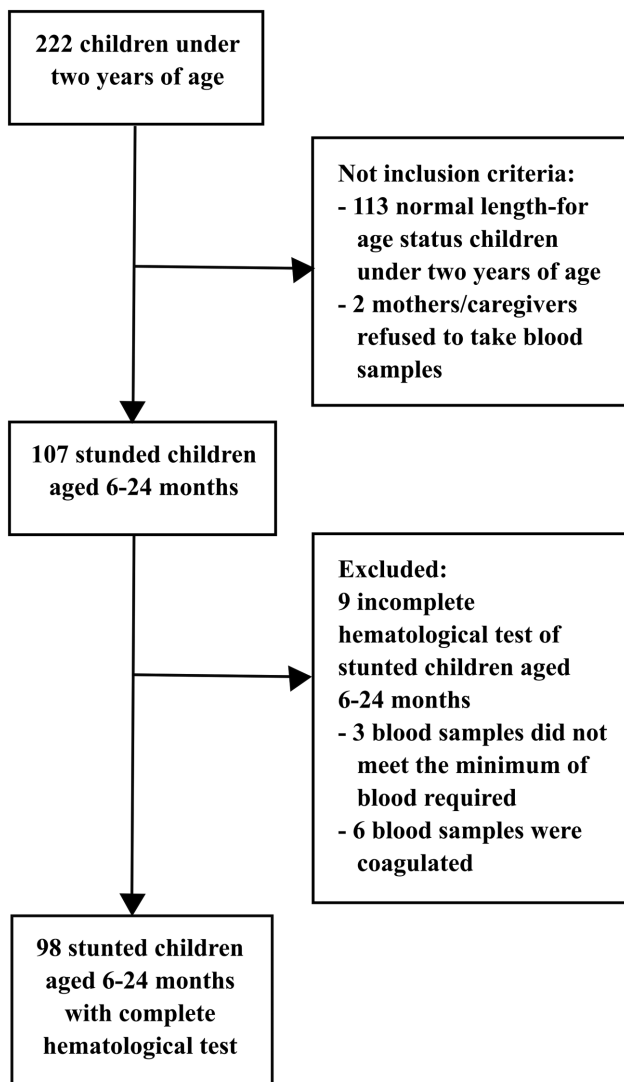 222 children under
two years of age
Not inclusion criteria:
- 113 normal length-for
age status children
under two years of age
- 2 mothers/caregivers
refused to take blood
samples
107 stunded children
aged 6-24 months
Excluded:
9 incomplete
hematological test of
stunted children aged
6-24 months
- 3 blood samples did not
meet the minimum of
blood required
- 6 blood samples were
coagulated
98 stunted children
aged 6-24 months
with complete
hematological test